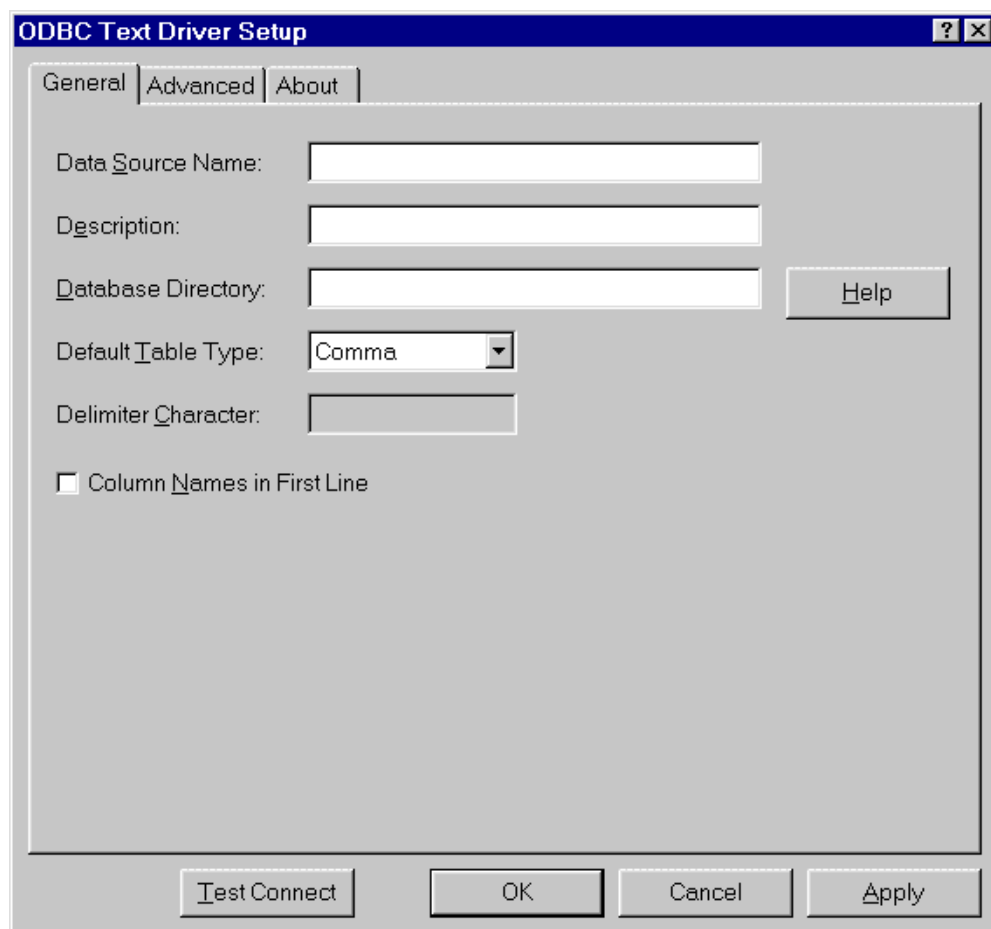 ODBC Text Driver Setup
General Advanced About
Data Source Name:
Description:
Database Directory:
Help
Default Table Type: Comma
Delimiter Character:
Column Names in First Line
Test Connect OK Cancel Apply